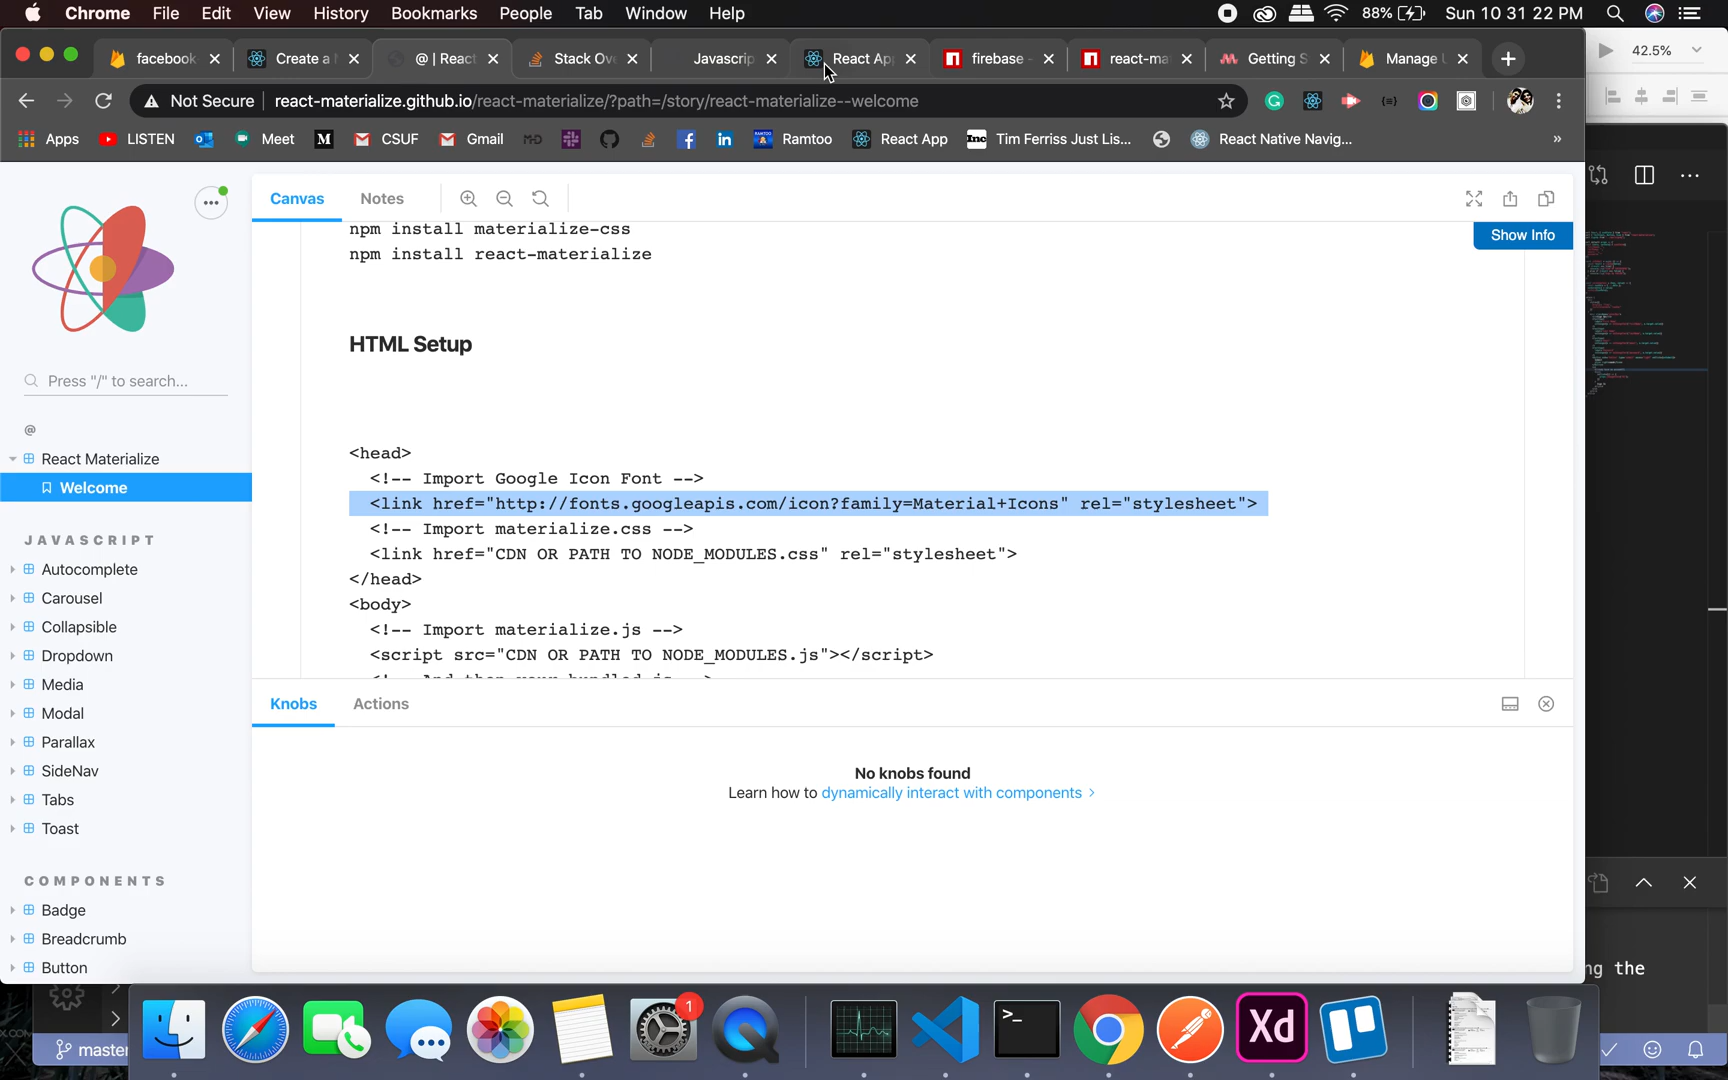 Chrome File Edit View History Bookmarks People Tab Window Help 88% Sun 10 31 22 PM
facebook Create a @ | React Stack Ov Javascrip React Ap firebase - react-ma Getting S Manage 42.5%
Not Secure react-materialize.github.io/react-materialize/?path=/story/react-materialize--welcome
Apps LISTEN Meet M CSUF Gmail Ramtoo React App Inc Tim Ferriss Just Lis... React Native Navig... »
Canvas Notes
npm install materialize-css
Show Info
npm install react-materialize
HTML Setup
Press "/" to search...
@
React Materialize
Welcome
JAVASCRIPT
Autocomplete
Carousel
Collapsible
Dropdown
Media
Modal
Parallax
SideNav
Tabs
Toast
COMPONENTS
Badge
Breadcrumb
Button
<head>
<!-- Import Google Icon Font -->
<link href="http://fonts.googleapis.com/icon?family=Material+Icons" rel="stylesheet">
<!-- Import materialize.css -->
<link href="CDN OR PATH TO NODE_MODULES.css" rel="stylesheet">
</head>
<body>
<!-- Import materialize.js -->
<script src="CDN OR PATH TO NODE_MODULES.js"></script>
Knobs Actions
No knobs found
Learn how to dynamically interact with components >
ng the
master
1
Xd